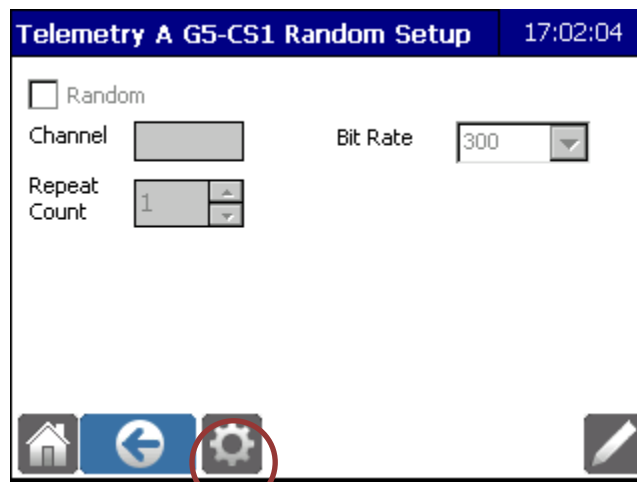 Telemetry A G5-CS1 Random Setup 17:02:04
Random
Channel Bit Rate 300
Repeat
Count 1